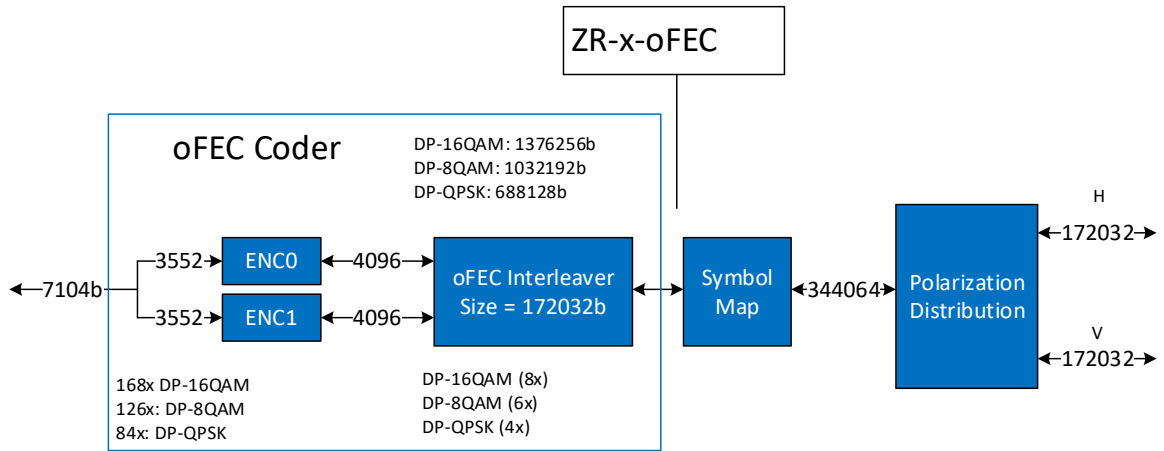 ZR-x-oFEC
oFEC Coder
DP-16QAM: 1376256b
DP-8QAM: 1032192b
DP-QPSK: 688128b
7104b
3552
ENC0
4096
3552
ENC1
4096
oFEC Interleaver
Size = 172032b
Symbol
Map
344064
Polarization
Distribution
H
172032
V
172032
168x DP-16QAM
126x: DP-8QAM
84x: DP-QPSK
DP-16QAM (8x)
DP-8QAM (6x)
DP-QPSK (4x)